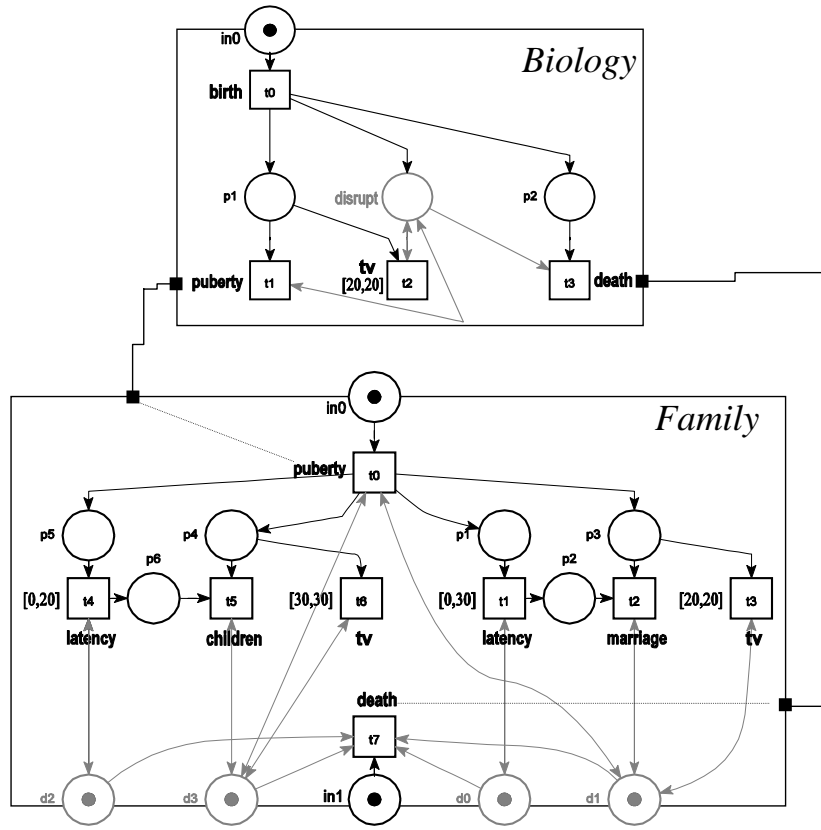 in0
Biology
birth
t0
p1
disrupt
p2
puberty
t1
tv
[20,20]
t2
t3
death
in0
Family
puberty
t0
p5
p6
p4
p1
p2
p3
[0,20]
t4
t5
[30,30]
t6
[0,30]
t1
t2
[20,20]
t3
latency
children
tv
latency
marriage
tv
death
t7
d2
d3
in1
d0
d1